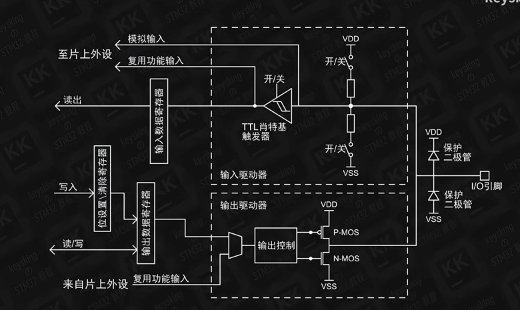 模拟输入
至片上外设
复用功能输入
读出
输入数据寄存器
开/关
TTL肖特基
触发器
VDD
开/关
开/关
VSS
输入驱动器
VDD
保护
二极管
I/O引脚
保护
二极管
VSS
写入
位设置\清除寄存器
输出数据寄存器
读/写
来自片上外设
复用功能输入
输出驱动器
输出控制
VDD
P-MOS
N-MOS
VSS